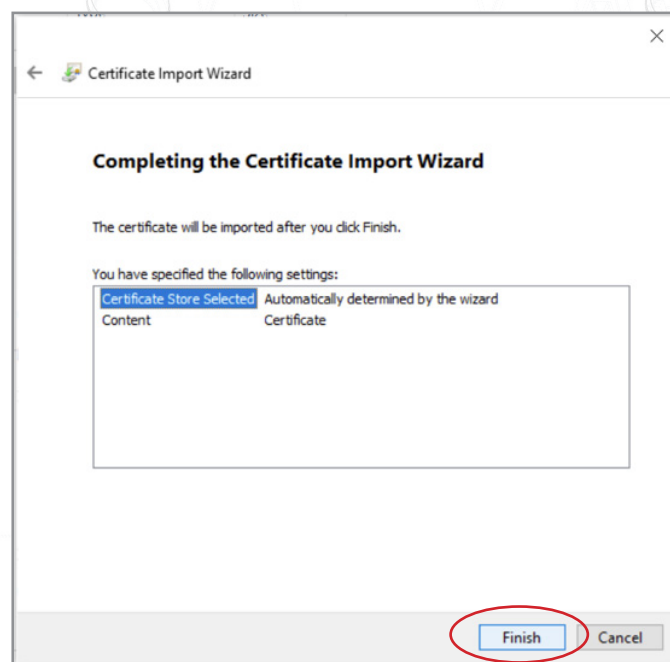 Certificate Import Wizard
Completing the Certificate Import Wizard
The certificate will be imported after you click Finish.
You have specified the following settings:
Certificate Store Selected Automatically determined by the wizard
Content Certificate
Finish Cancel